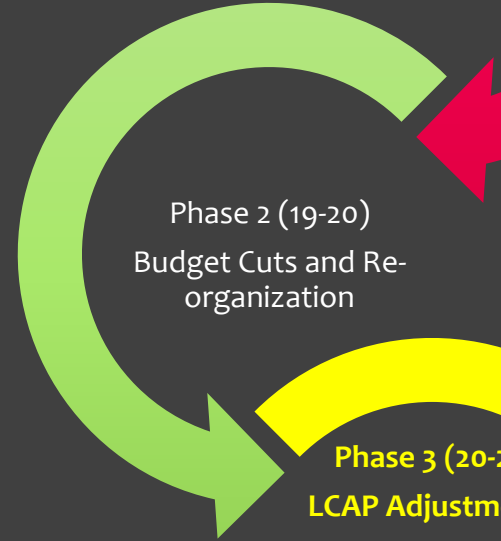 Phase 2 (19-20)
Budget Cuts and Re-
organization
Phase 3 (20-2
LCAP Adjustm